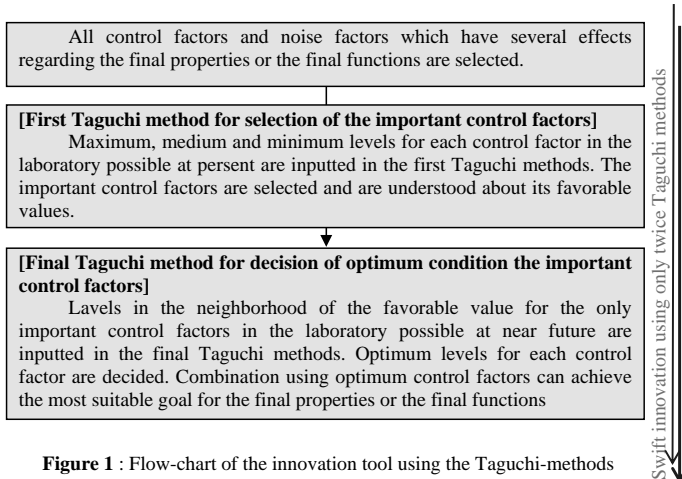 All control factors and noise factors which have several effects
regarding the final properties or the final functions are selected.
[First Taguchi method for selection of the important control factors]
Maximum, medium and minimum levels for each control factor in the
laboratory possible at persent are inputted in the first Taguchi methods. The
important control factors are selected and are understood about its favorable
values.
[Final Taguchi method for decision of optimum condition the important
control factors]
Lavels in the neighborhood of the favorable value for the only
important control factors in the laboratory possible at near future are
inputted in the final Taguchi methods. Optimum levels for each control
factor are decided. Combination using optimum control factors can achieve
the most suitable goal for the final properties or the final functions
Swift innovation using only twice Taguchi methods
Figure 1 : Flow-chart of the innovation tool using the Taguchi-methods